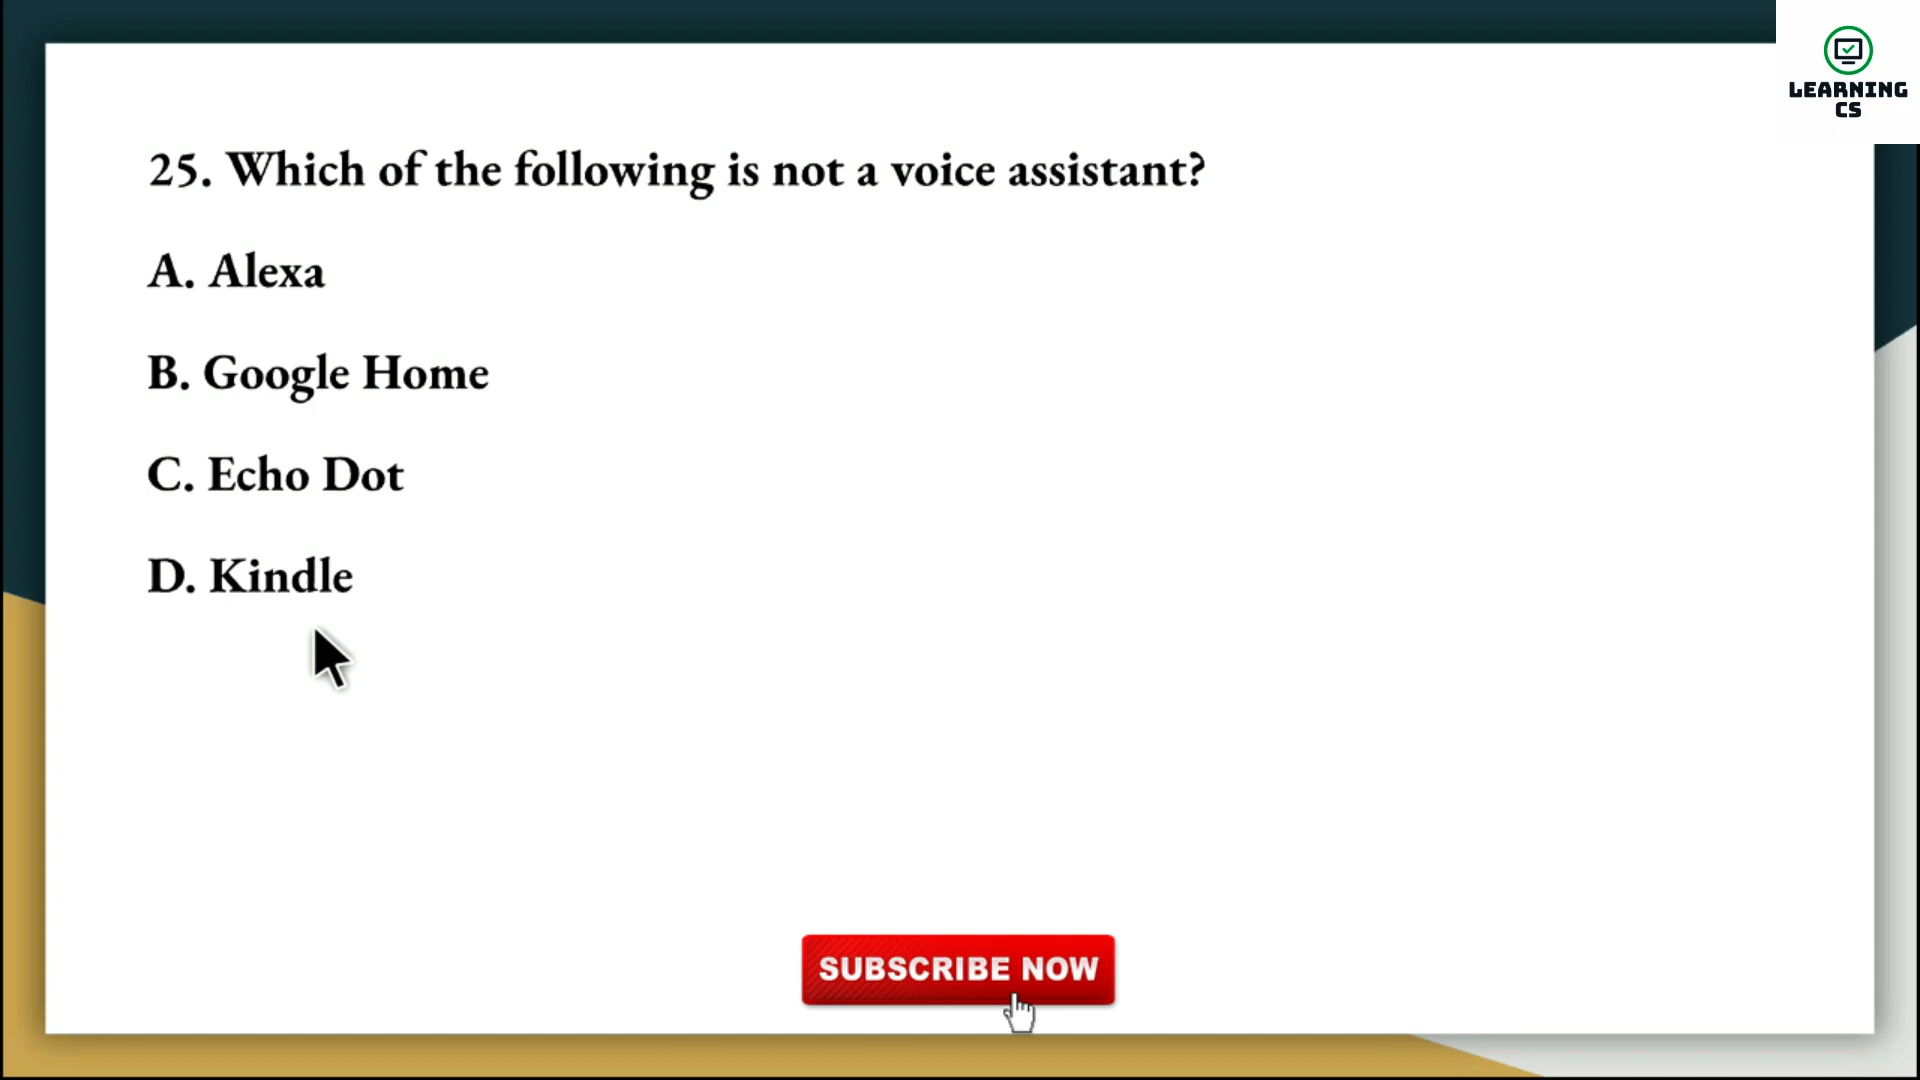 LEARNING
CS
25. Which of the following is not a voice assistant?
A. Alexa
B. Google Home
C. Echo Dot
D. Kindle
SUBSCRIBE NOW